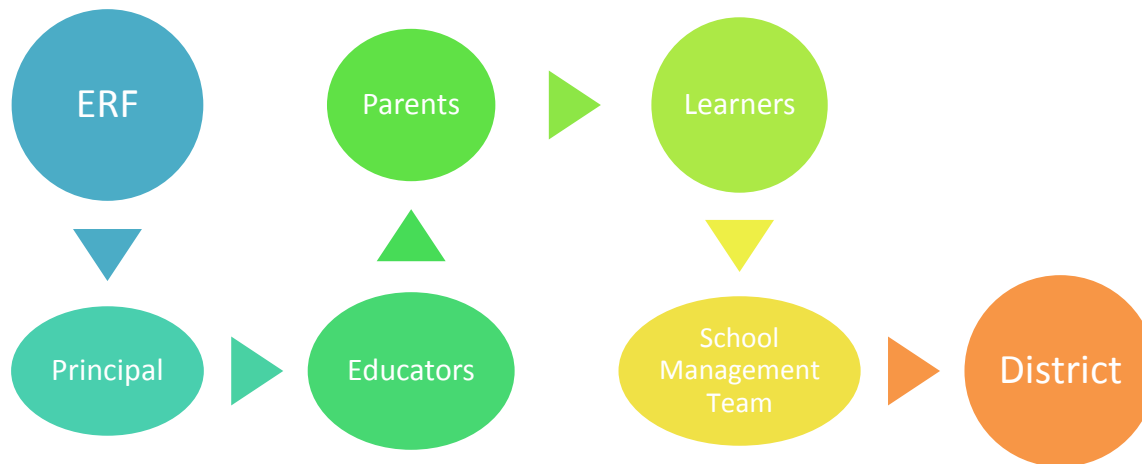 ERF
Principal
Educators
Parents
Learners
School
Management
Team
District